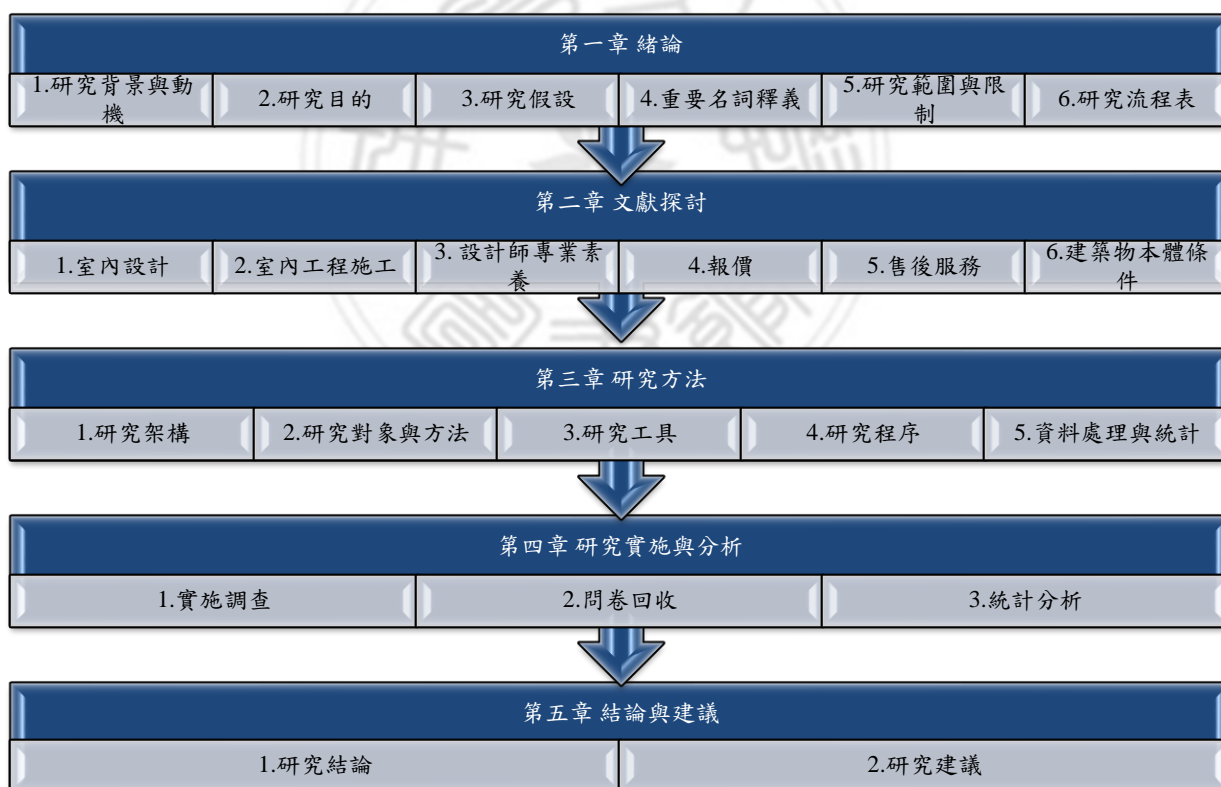 第一章 緒論
1.研究背景與動
機
2.研究目的
3.研究假設
4.重要名詞釋義
5.研究範圍與限
制
6.研究流程表
第二章 文獻探討
1.室內設計
2.室內工程施工
3. 設計師專業素
養
4.報價
5.售後服務
6.建築物本體條
件
第三章 研究方法
1.研究架構
2.研究對象與方法
3.研究工具
4.研究程序
5.資料處理與統計
第四章 研究實施與分析
1.實施調查
2.問卷回收
3.統計分析
第五章 結論與建議
1.研究結論
2.研究建議